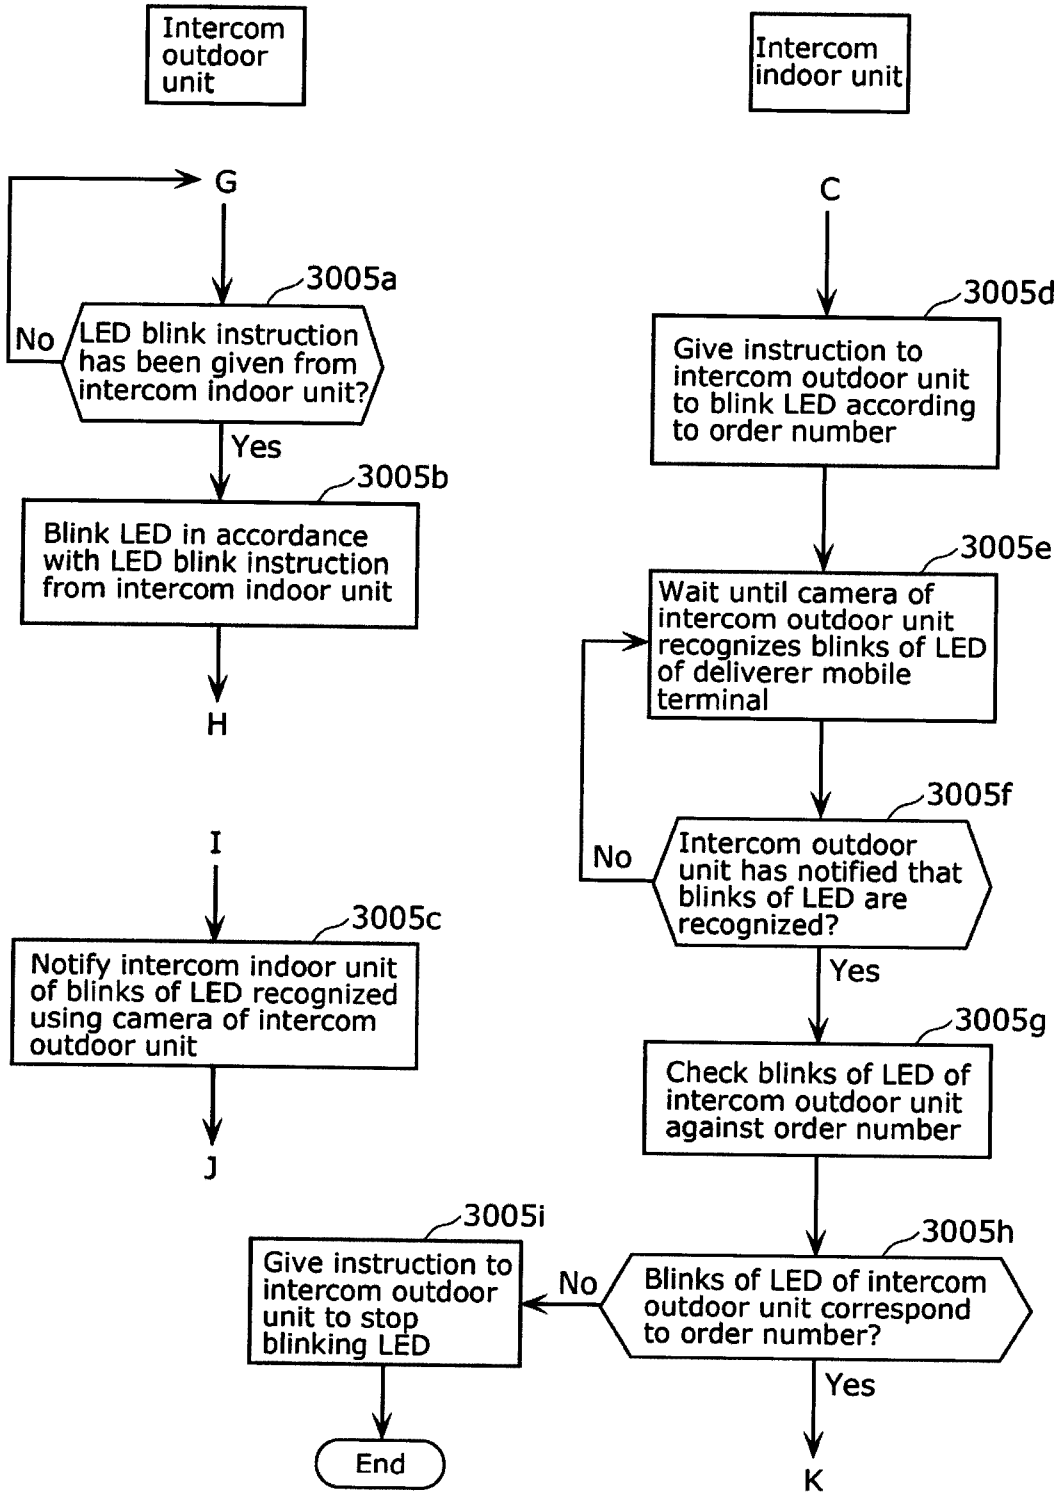 Intercom
outdoor
unit
Intercom
indoor unit
G
3005a
No
LED blink instruction
has been given from
intercom indoor unit?
Yes
3005b
Blink LED in accordance
with LED blink instruction
from intercom indoor unit
H
I
3005c
Notify intercom indoor unit
of blinks of LED recognized
using camera of intercom
outdoor unit
J
C
3005d
Give instruction to
intercom outdoor unit
to blink LED according
to order number
3005e
Wait until camera of
intercom outdoor unit
recognizes blinks of LED
of deliverer mobile
terminal
3005f
No
Intercom outdoor
unit has notified that
blinks of LED are
recognized?
Yes
3005g
Check blinks of LED of
intercom outdoor unit
against order number
3005h
Blinks of LED of intercom
outdoor unit correspond
to order number?
No
3005i
Give instruction to
intercom outdoor
unit to stop
blinking LED
End
Yes
K